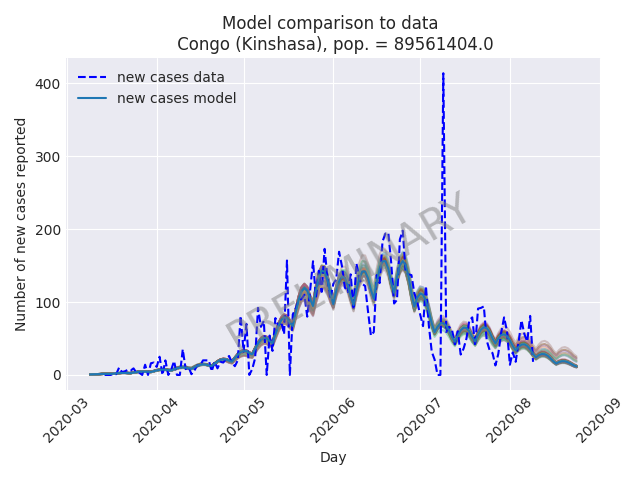 Model comparison to data
Congo (Kinshasa), pop. = 89561404.0
new cases data
new cases model
PRELIMINARY
Number of new cases reported
400
300
200
100
0
2020-03
2020-04
2020-05
2020-06
2020-07
2020-08
2020-09
Day